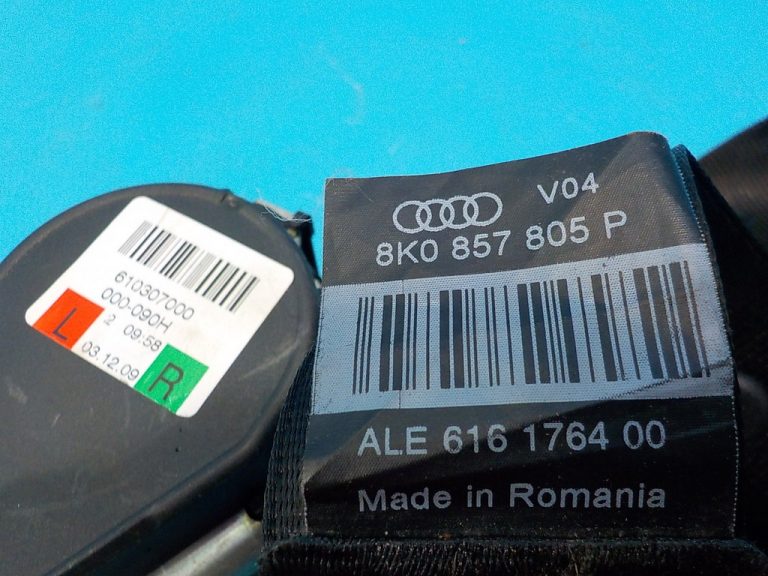 610307000
000-090H
2 09:58
03.12.09
L
R
V04
8K0 857 805 P
ALE 616 1764 00
Made in Romania